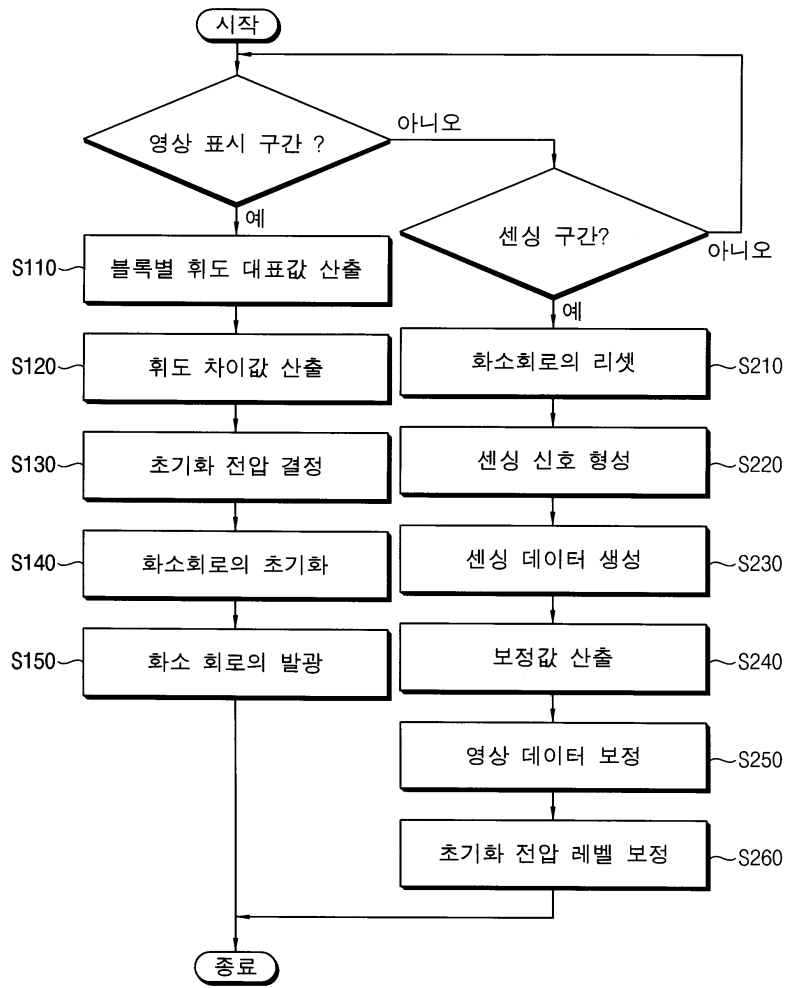 시작
영상 표시 구간 ?
아니오
예
센싱 구간?
아니오
예
S110
블록별 휘도 대표값 산출
S120
휘도 차이값 산출
S130
초기화 전압 결정
S140
화소회로의 초기화
S150
화소 회로의 발광
화소회로의 리셋
S210
센싱 신호 형성
S220
센싱 데이터 생성
S230
보정값 산출
S240
영상 데이터 보정
S250
초기화 전압 레벨 보정
S260
종료